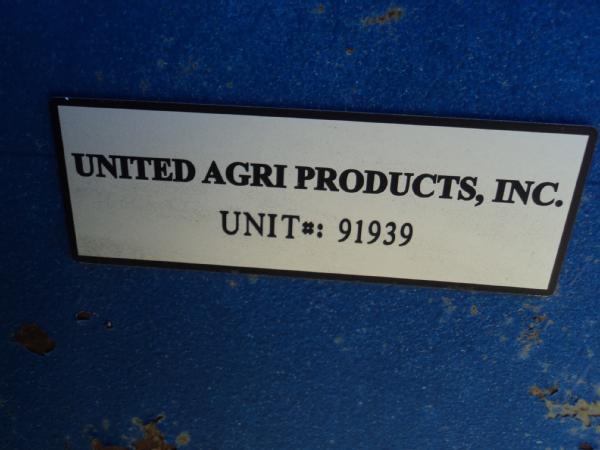 UNITED AGRI PRODUCTS, INC.
UNIT#: 91939